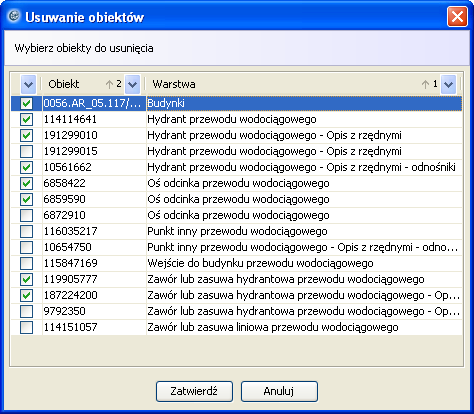 Usuwanie obiektów
Wybierz obiekty do usunięcia
Obiekt 2 Warstwa 1
0056.AR_05.117/... Budynki
114114641 Hydrant przewodu wodociągowego
191299010 Hydrant przewodu wodociągowego - Opis z rzędnymi
191299015 Hydrant przewodu wodociągowego - Opis z rzędnymi
10561662 Hydrant przewodu wodociągowego - Opis z rzędnymi - odnośniki
6858422 Oś odcinka przewodu wodociągowego
6859590 Oś odcinka przewodu wodociągowego
6872910 Oś odcinka przewodu wodociągowego
116035217 Punkt inny przewodu wodociągowego
10654750 Punkt inny przewodu wodociągowego - Opis z rzędnymi - odno...
115847169 Wejście do budynku przewodu wodociągowego
119905777 Zawór lub zasuwa hydrantowa przewodu wodociągowego
187224200 Zawór lub zasuwa hydrantowa przewodu wodociągowego - Op...
9792350 Zawór lub zasuwa hydrantowa przewodu wodociągowego - Op...
114151057 Zawór lub zasuwa liniowa przewodu wodociągowego
Zatwierdź Anuluj